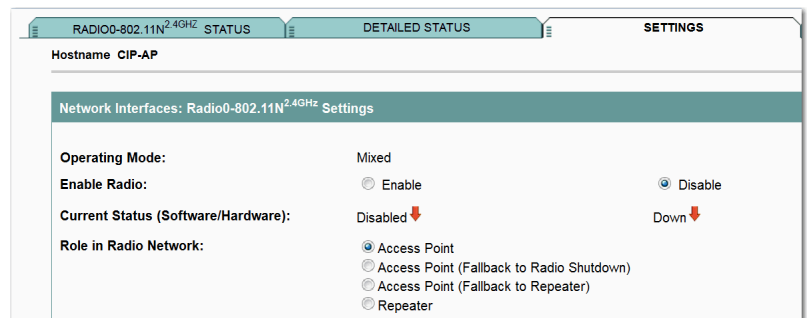 RADIO0-802.11N2.4GHZ STATUS DETAILED STATUS SETTINGS
Hostname CIP-AP
Network Interfaces: Radio0-802.11N2.4GHz Settings
Operating Mode: Mixed
Enable Radio: Enable Disable
Current Status (Software/Hardware): Disabled Down
Role in Radio Network: Access Point
Access Point (Fallback to Radio Shutdown)
Access Point (Fallback to Repeater)
Repeater